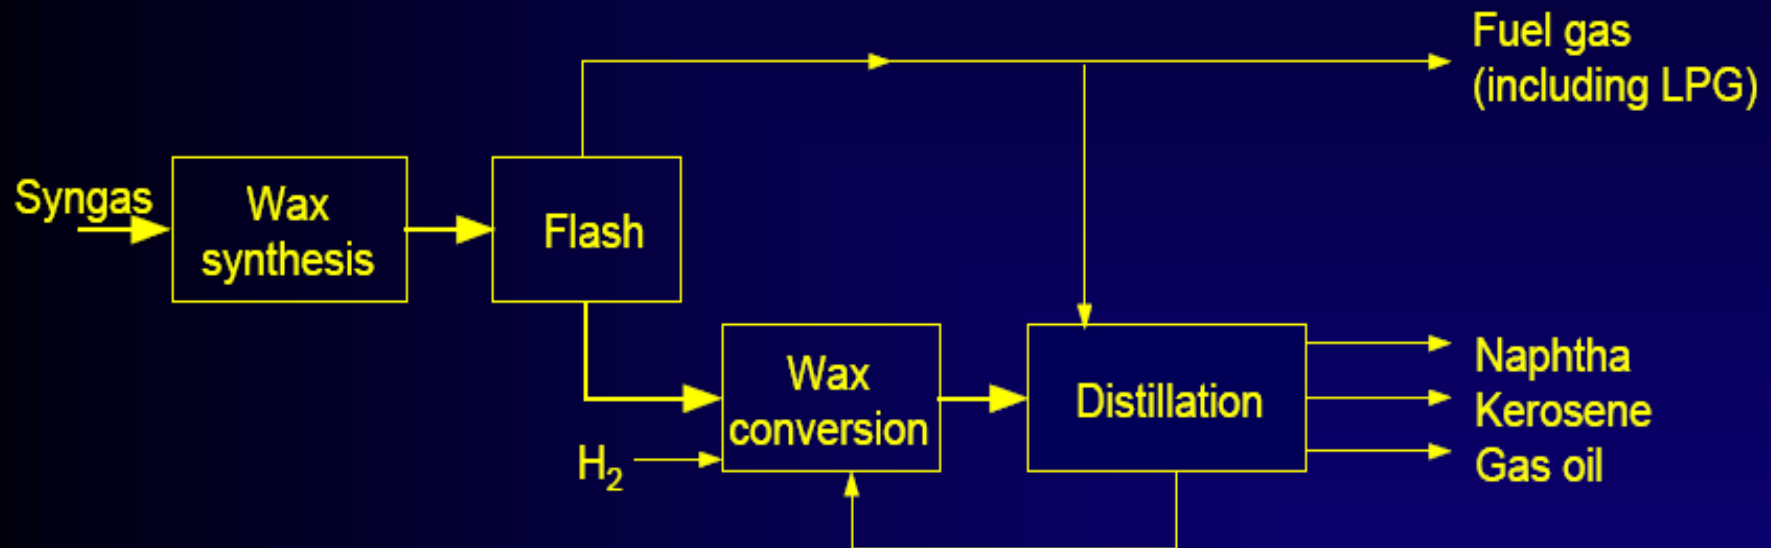 Fuel gas
(including LPG)
Syngas
Wax
synthesis
Flash
Wax
conversion
H₂
Distillation
Naphtha
Kerosene
Gas oil